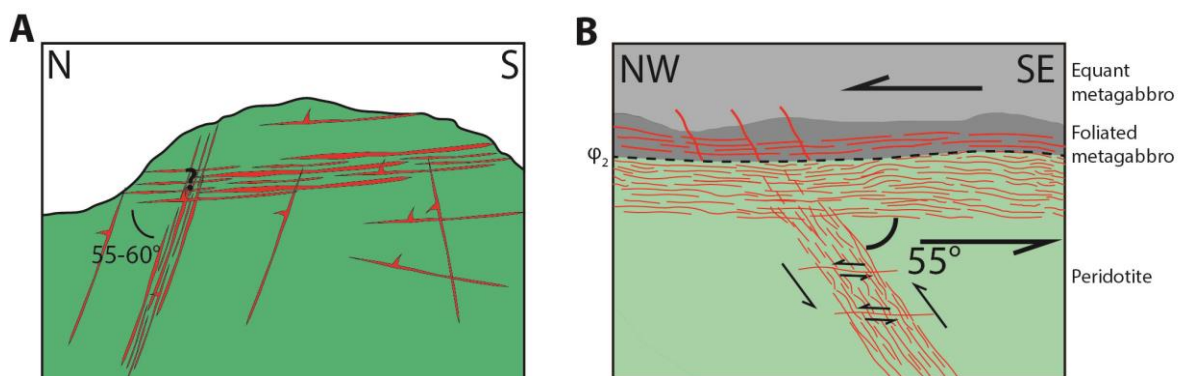 A
N
S
?
55-60°
B
NW
SE
φ2
55°
Equant
metagabbro
Foliated
metagabbro
Peridotite